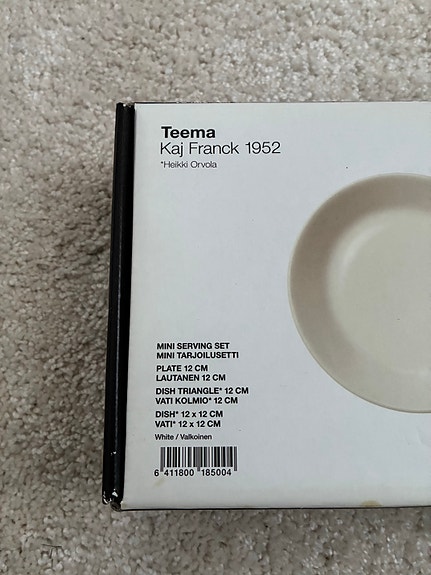 Teema
Kaj Franck 1952
*Heikki Orvola
MINI SERVING SET
MINI TARJOILUSETTI
PLATE 12 CM
LAUTANEN 12 CM
DISH TRIANGLE* 12 CM
VATI KOLMIO* 12 CM
DISH* 12 x 12 CM
VATI* 12 x 12 CM
White / Valkoinen
6 411800 185004